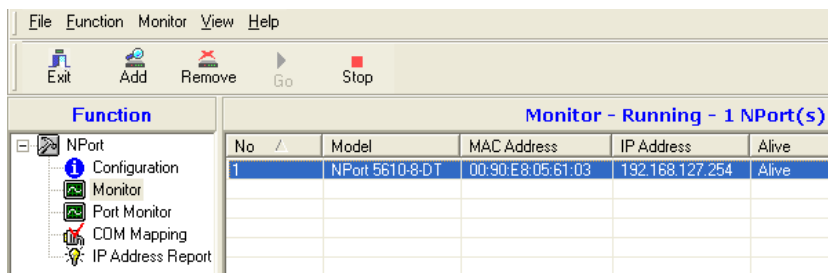 File Function Monitor View Help
Exit Add Remove Go Stop
Function
Monitor - Running - 1 NPort(s)
NPort
Configuration
Monitor
Port Monitor
COM Mapping
IP Address Report
No Model MAC Address IP Address Alive
1 NPort 5610-8-DT 00:90:E8:05:61:03 192.168.127.254 Alive